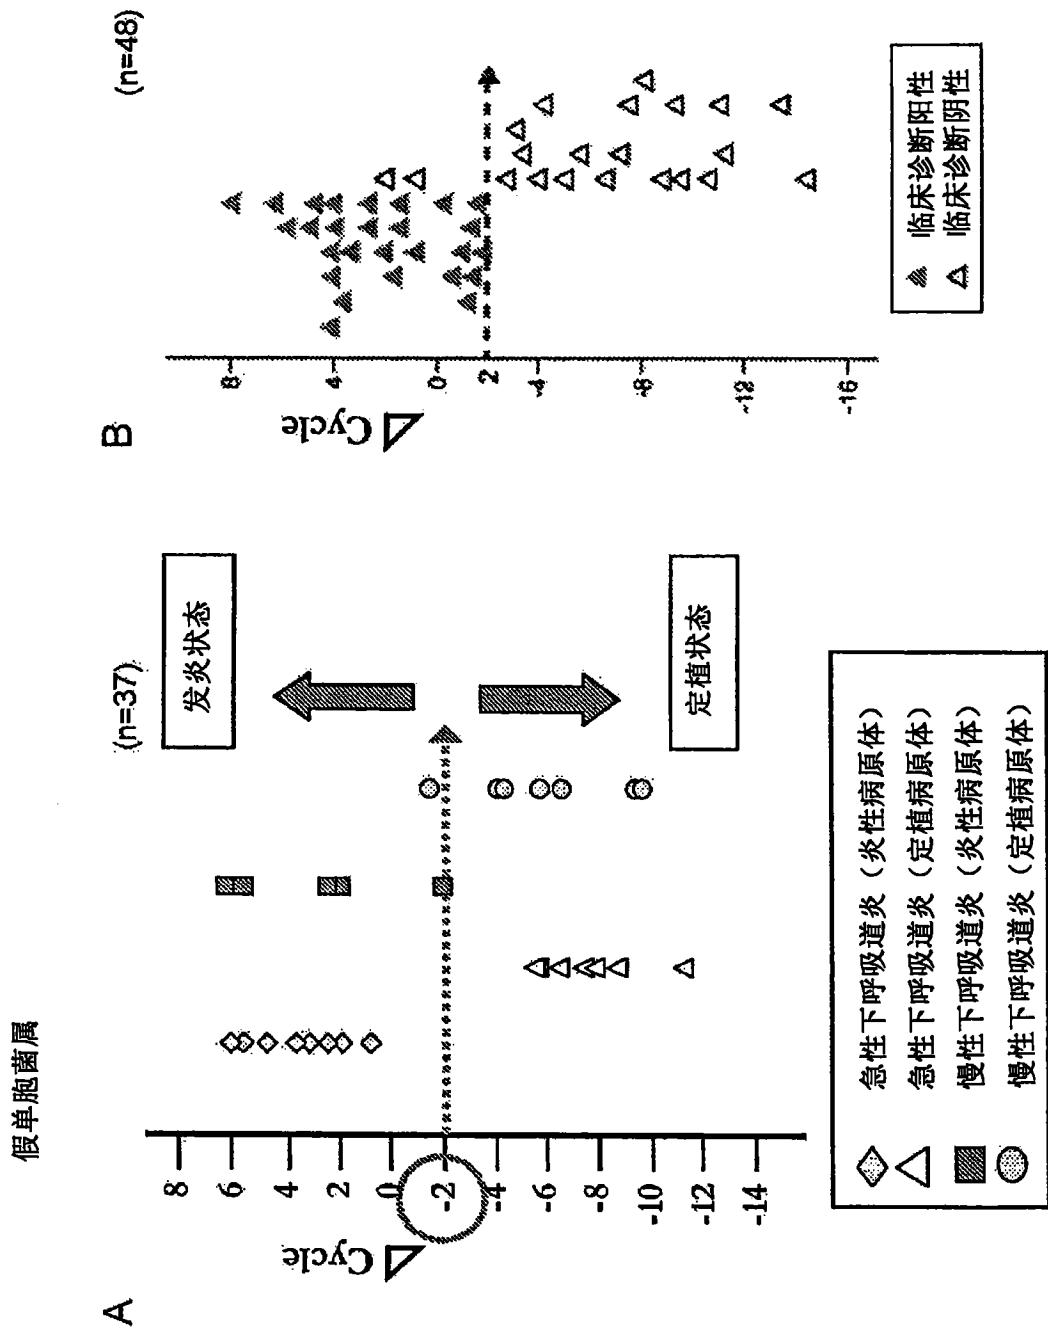 假单胞菌属
A
(n=37)
△ Cycle
8
6
4
2
0
-2
-4
-6
-8
-10
-12
-14
发炎状态
定植状态
急性下呼吸道炎（炎性病原体）
急性下呼吸道炎（定植病原体）
慢性下呼吸道炎（炎性病原体）
慢性下呼吸道炎（定植病原体）
B
(n=48)
△ Cycle
8
4
0
2
-4
-8
-12
-16
临床诊断阳性
临床诊断阴性